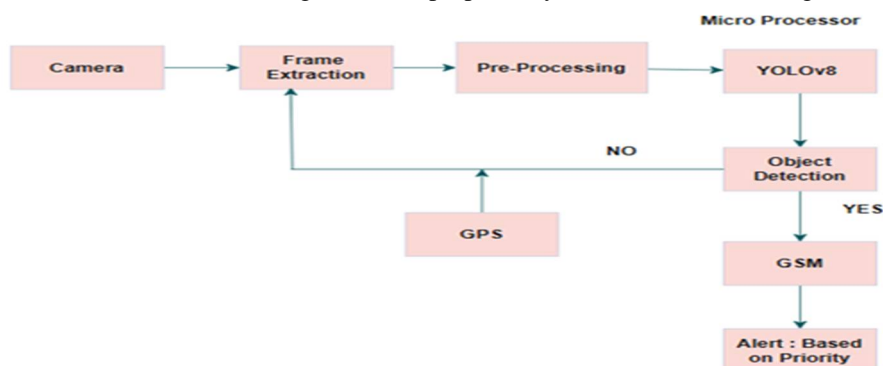 Micro Processor
Camera
Frame
Extraction
Pre-Processing
YOLOv8
NO
Object
Detection
YES
GPS
GSM
Alert : Based
on Priority